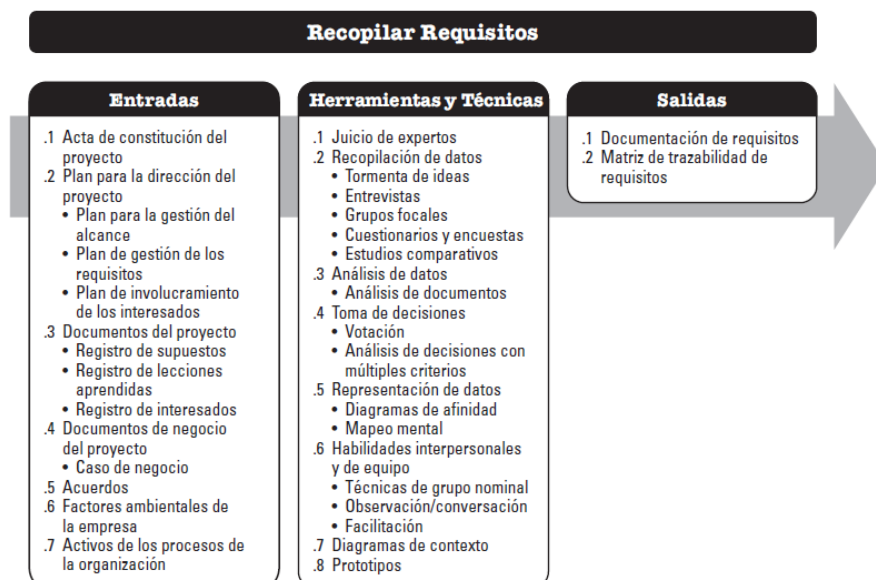 Recopilar Requisitos
Entradas
.1 Acta de constitución del
proyecto
.2 Plan para la dirección del
proyecto
• Plan para la gestión del
alcance
• Plan de gestión de los
requisitos
• Plan de involucramiento
de los interesados
.3 Documentos del proyecto
• Registro de supuestos
• Registro de lecciones
aprendidas
• Registro de interesados
.4 Documentos de negocio
del proyecto
• Caso de negocio
.5 Acuerdos
.6 Factores ambientales de
la empresa
.7 Activos de los procesos de
la organización
Herramientas y Técnicas
.1 Juicio de expertos
.2 Recopilación de datos
• Tormenta de ideas
• Entrevistas
• Grupos focales
• Cuestionarios y encuestas
• Estudios comparativos
.3 Análisis de datos
• Análisis de documentos
.4 Toma de decisiones
• Votación
• Análisis de decisiones con
múltiples criterios
.5 Representación de datos
• Diagramas de afinidad
• Mapeo mental
.6 Habilidades interpersonales
y de equipo
• Técnicas de grupo nominal
• Observación/conversación
• Facilitación
.7 Diagramas de contexto
.8 Prototipos
Salidas
.1 Documentación de requisitos
.2 Matriz de trazabilidad de
requisitos